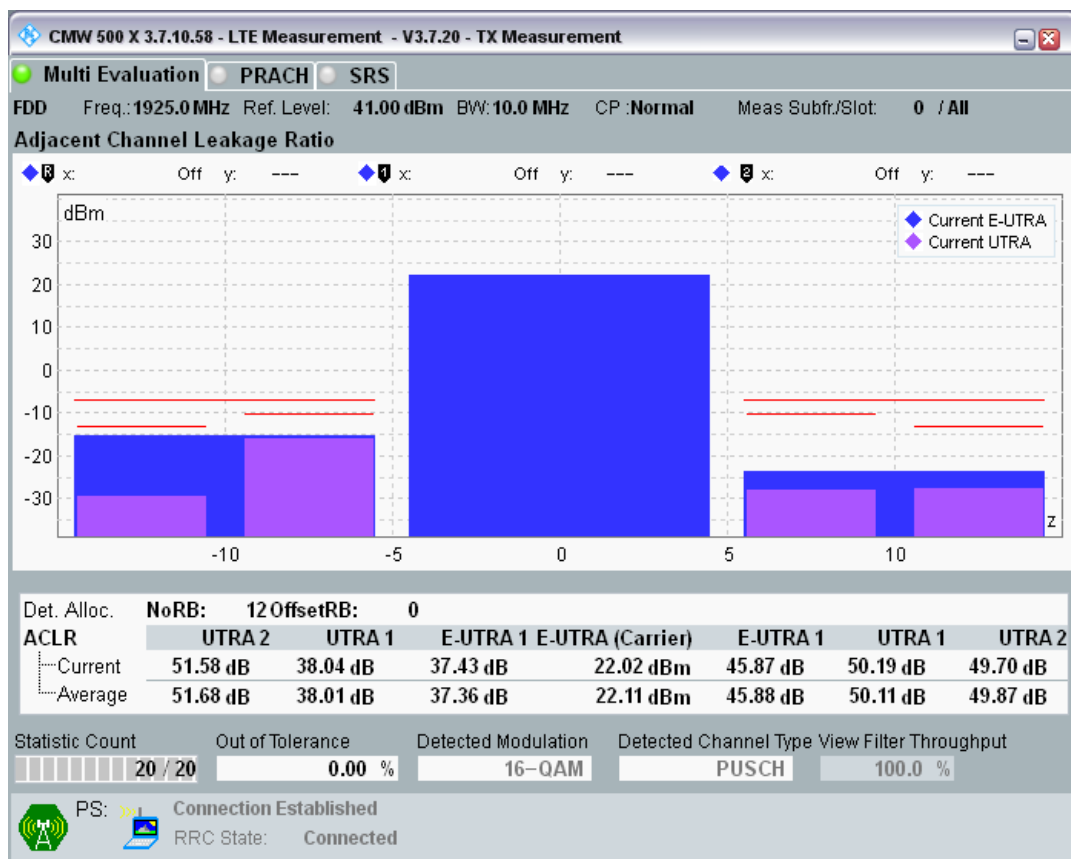 CMW 500 X 3.7.10.58 - LTE Measurement - V3.7.20 - TX Measurement
Multi Evaluation PRACH SRS
FDD Freq.: 1925.0 MHz Ref. Level: 41.00 dBm BW: 10.0 MHz CP :Normal Meas Subfr./Slot: 0 / All
Adjacent Channel Leakage Ratio
R x: Off y: --- 1 x: Off y: --- 2 x: Off y: ---
dBm
Current E-UTRA
Current UTRA
30
20
10
0
-10
-20
-30
z
-10 -5 0 5 10
Det. Alloc. NoRB: 12 OffsetRB: 0
ACLR UTRA 2 UTRA 1 E-UTRA 1 E-UTRA (Carrier) E-UTRA 1 UTRA 1 UTRA 2
Current 51.58 dB 38.04 dB 37.43 dB 22.02 dBm 45.87 dB 50.19 dB 49.70 dB
Average 51.68 dB 38.01 dB 37.36 dB 22.11 dBm 45.88 dB 50.11 dB 49.87 dB
Statistic Count Out of Tolerance Detected Modulation Detected Channel Type View Filter Throughput
20 / 20 0.00 % 16-QAM PUSCH 100.0 %
PS: Connection Established
RRC State: Connected